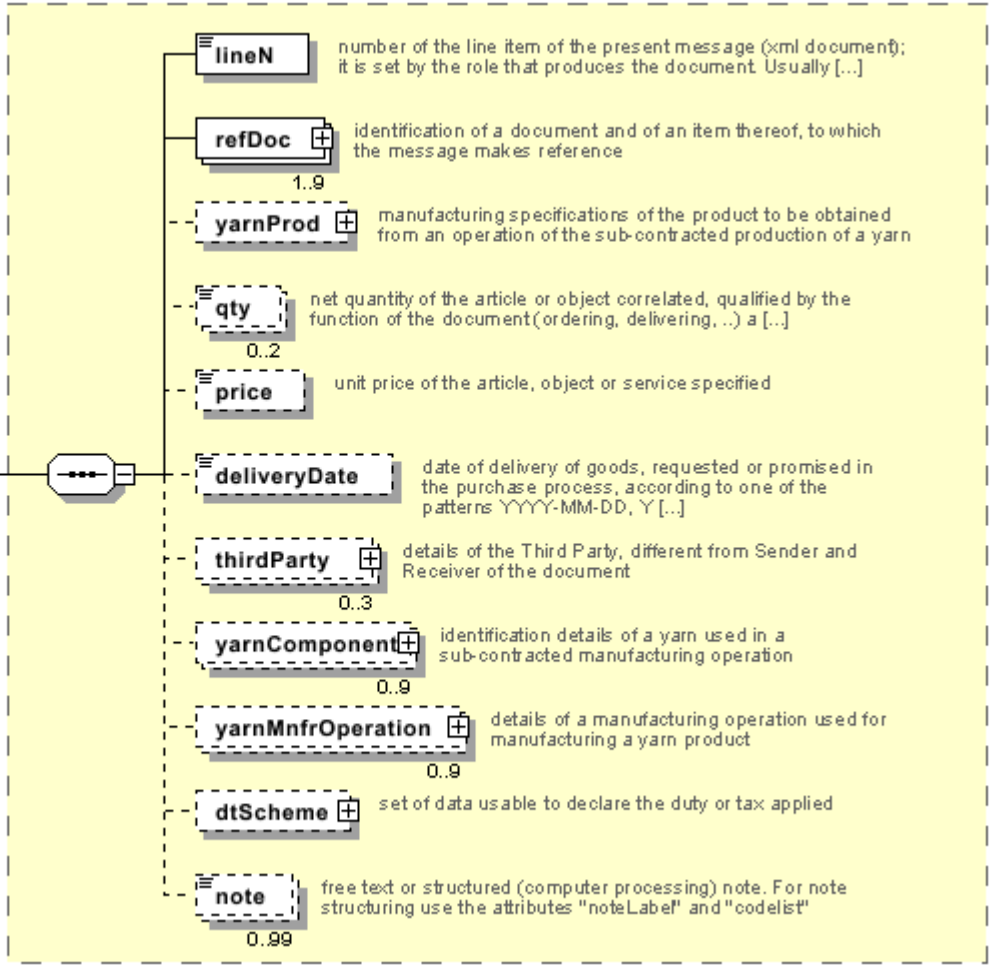 lineN
number of the line item of the present message (xml document);
it is set by the role that produces the document. Usually [...]
refDoc
identification of a document and of an item thereof, to which
the message makes reference
1..9
yarnProd
manufacturing specifications of the product to be obtained
from an operation of the sub-contracted production of a yarn
qty
net quantity of the article or object correlated, qualified by the
function of the document (ordering, delivering, ..) a [...]
0..2
price
unit price of the article, object or service specified
deliveryDate
date of delivery of goods, requested or promised in
the purchase process, according to one of the
patterns YYYY-MM-DD, Y [...]
thirdParty
details of the Third Party, different from Sender and
Receiver of the document
0..3
yarnComponent
identification details of a yarn used in a
sub-contracted manufacturing operation
0..9
yarnMnfrOperation
details of a manufacturing operation used for
manufacturing a yarn product
0..9
dtScheme
set of data usable to declare the duty or tax applied
note
free text or structured (computer processing) note. For note
structuring use the attributes "noteLabel" and "codelist"
0..99